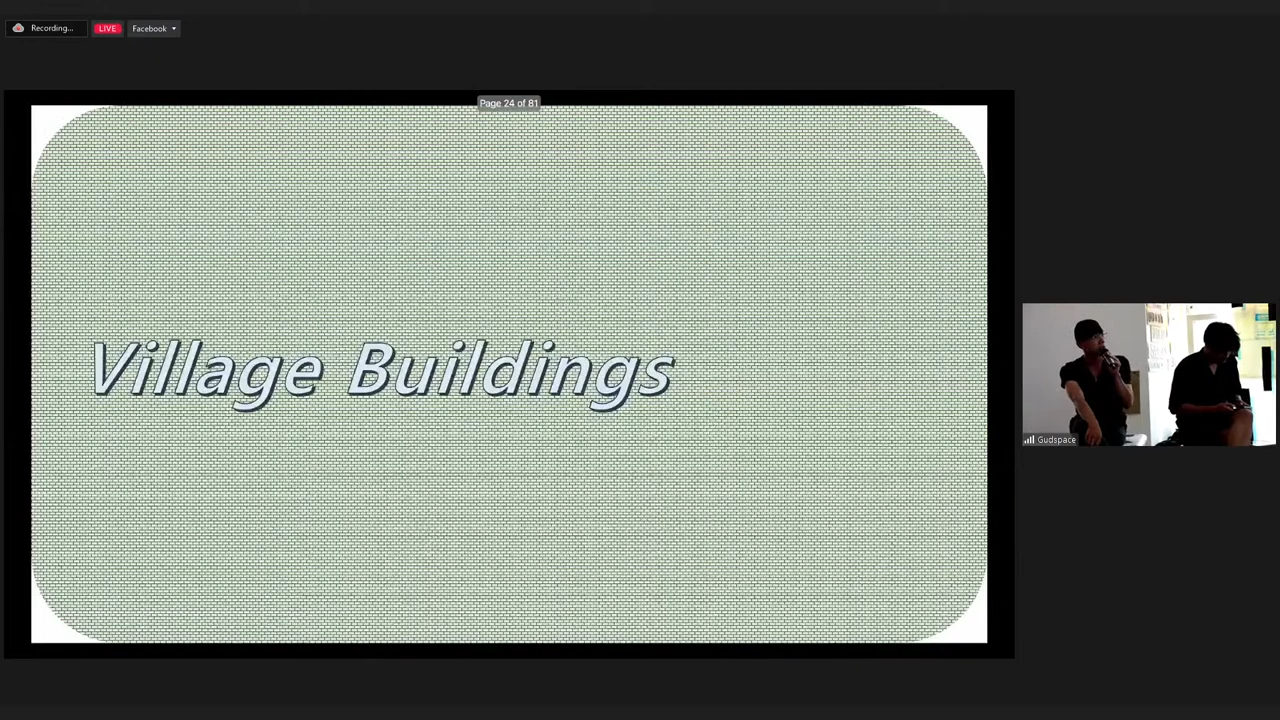 Recording...
LIVE
Facebook
Page 24 of 81
Village Buildings
Gudspace